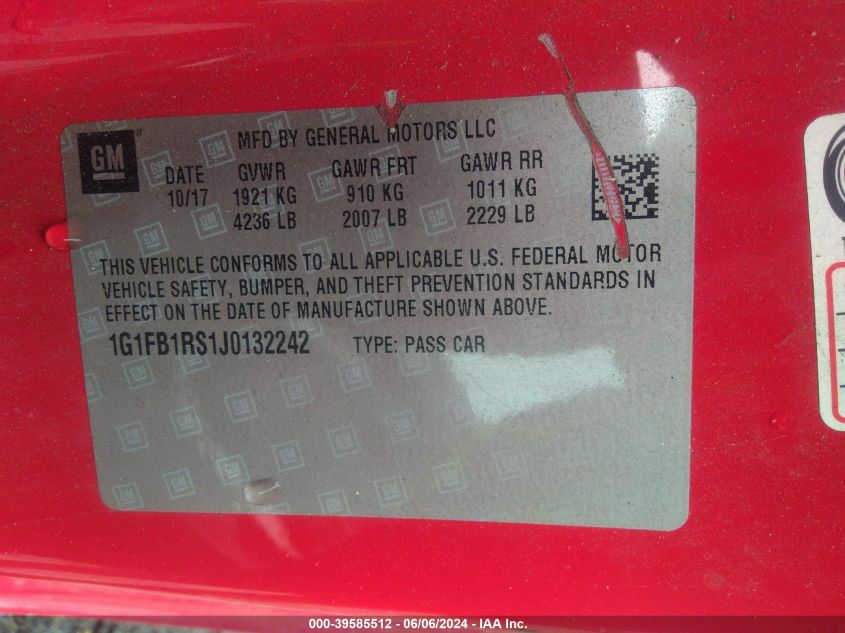 GM
MFD BY GENERAL MOTORS LLC
DATE GVWR GAWR FRT GAWR RR
10/17 1921 KG 910 KG 1011 KG
4236 LB 2007 LB 2229 LB
THIS VEHICLE CONFORMS TO ALL APPLICABLE U.S. FEDERAL MOTOR
VEHICLE SAFETY, BUMPER, AND THEFT PREVENTION STANDARDS IN
EFFECT ON THE DATE OF MANUFACTURE SHOWN ABOVE.
1G1FB1RS1J0132242 TYPE: PASS CAR
000-39585512 - 06/06/2024 - IAA Inc.